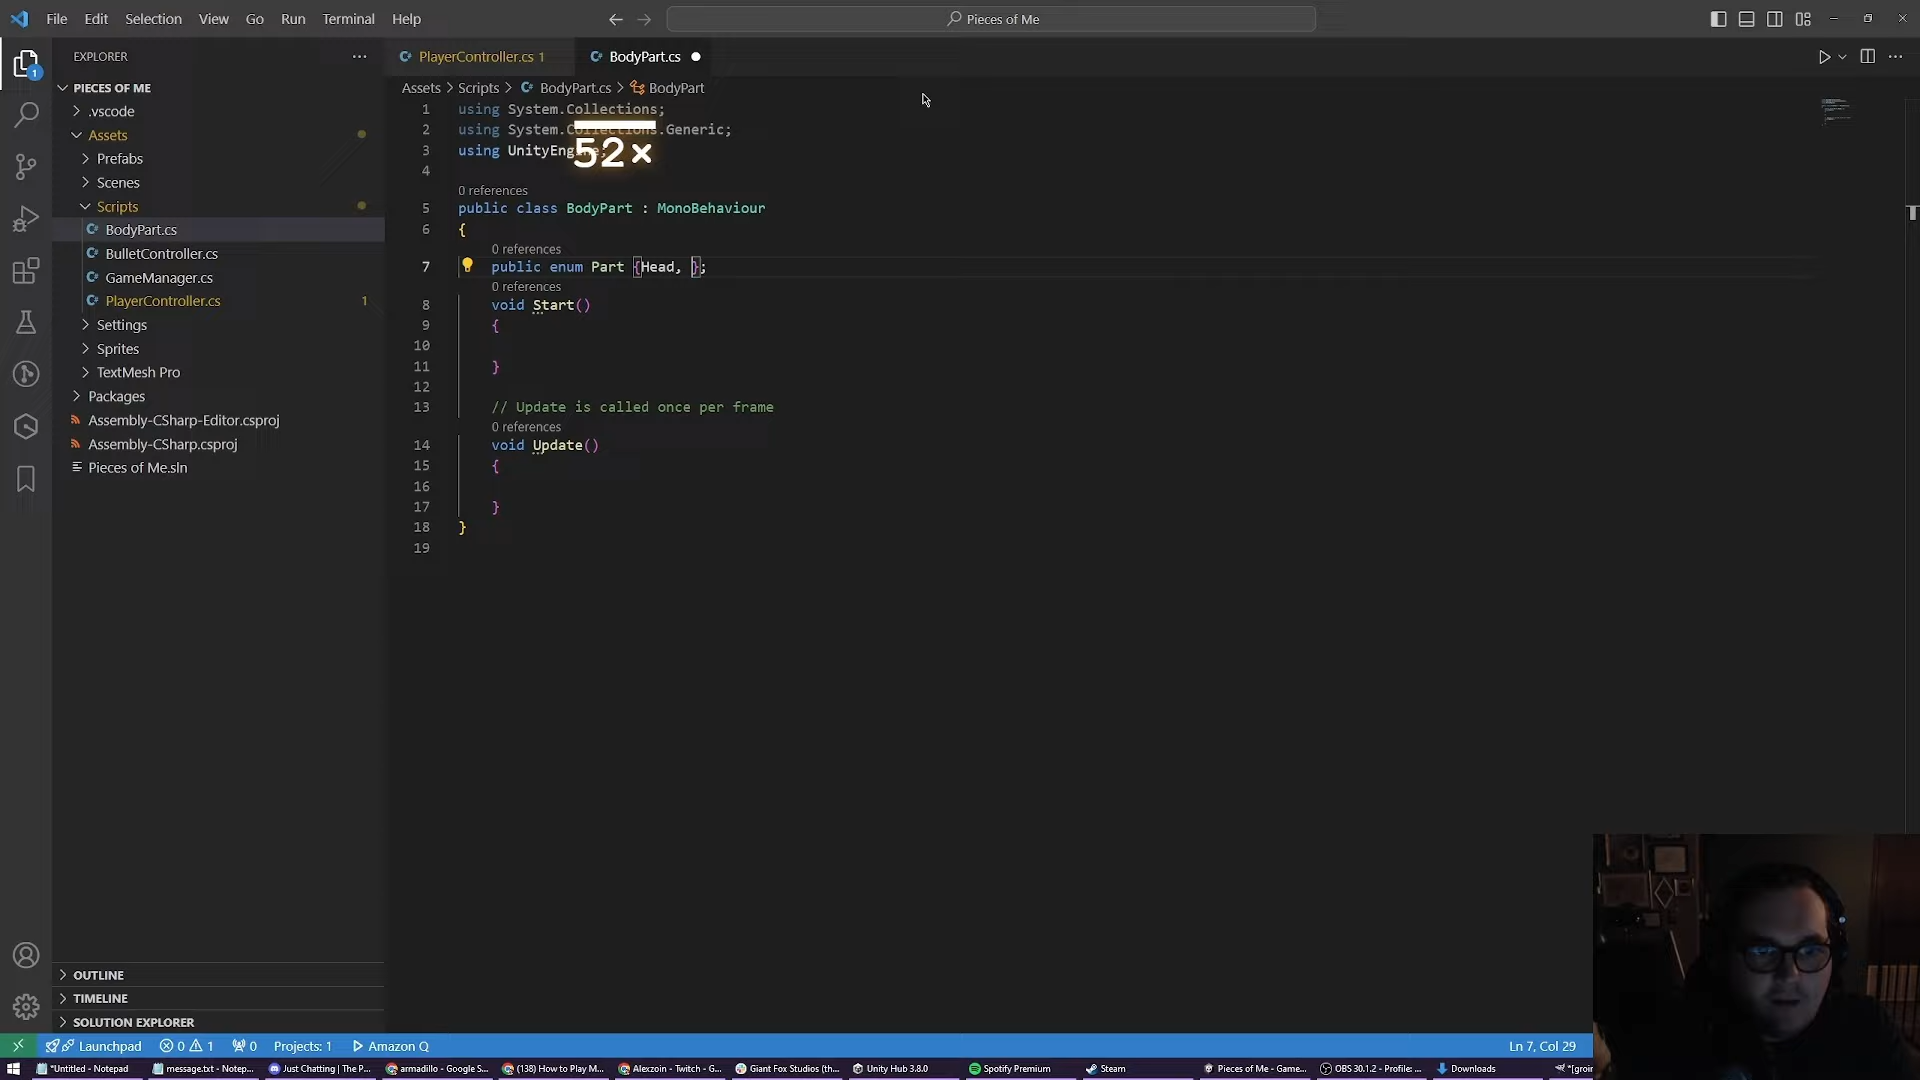 File Edit Selection View Go Run Terminal Help
Pieces of Me
EXPLORER
PIECES OF ME
.vscode
Assets
Prefabs
Scenes
Scripts
BodyPart.cs
BulletController.cs
GameManager.cs
PlayerController.cs 1
Settings
Sprites
TextMesh Pro
Packages
Assembly-CSharp-Editor.csproj
Assembly-CSharp.csproj
Pieces of Me.sln
OUTLINE
TIMELINE
SOLUTION EXPLORER
1
PlayerController.cs 1
BodyPart.cs
Assets > Scripts > BodyPart.cs > BodyPart
1 using System.Collections;
2 using System.Collections.Generic;
3 using UnityEngine;
52×
4
0 references
5 public class BodyPart : MonoBehaviour
6 {
0 references
7 public enum Part {Head, };
0 references
8 void Start()
9 {
10
11 }
12
13 // Update is called once per frame
0 references
14 void Update()
15 {
16
17 }
18 }
19
Launchpad 0 1 0 Projects: 1 Amazon Q
Ln 7, Col 29
*Untitled - Notepad
message.txt - Notep...
Just Chatting | The P...
armadillo - Google S...
(138) How to Play M...
Alexzoin - Twitch - G...
Giant Fox Studios (th...
Unity Hub 3.8.0
Spotify Premium
Steam
Pieces of Me - Game...
OBS 30.1.2 - Profile: ...
Downloads